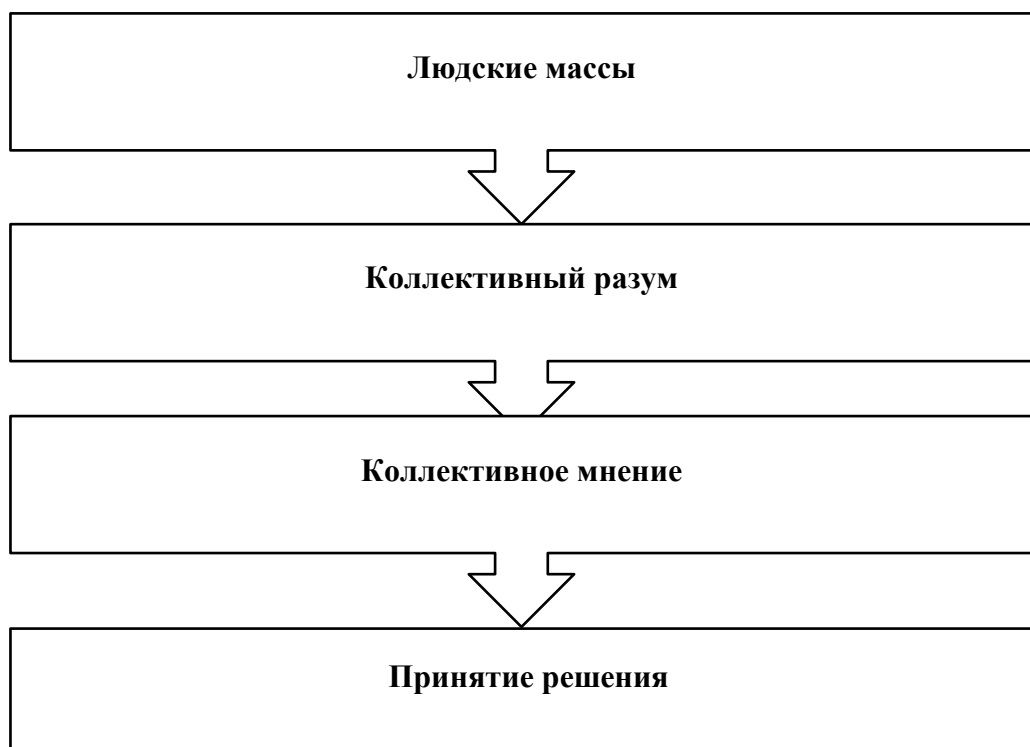 Людские массы
Коллективный разум
Коллективное мнение
Принятие решения